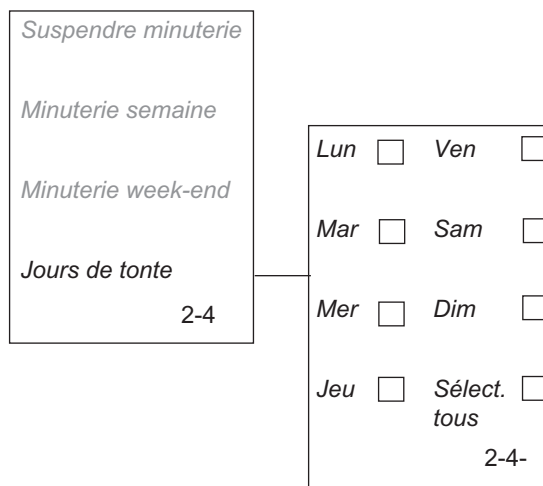 Suspendre minuterie
Minuterie semaine
Minuterie week-end
Jours de tonte
2-4
Lun Ven
Mar Sam
Mer Dim
Jeu Sélect.
tous
2-4-